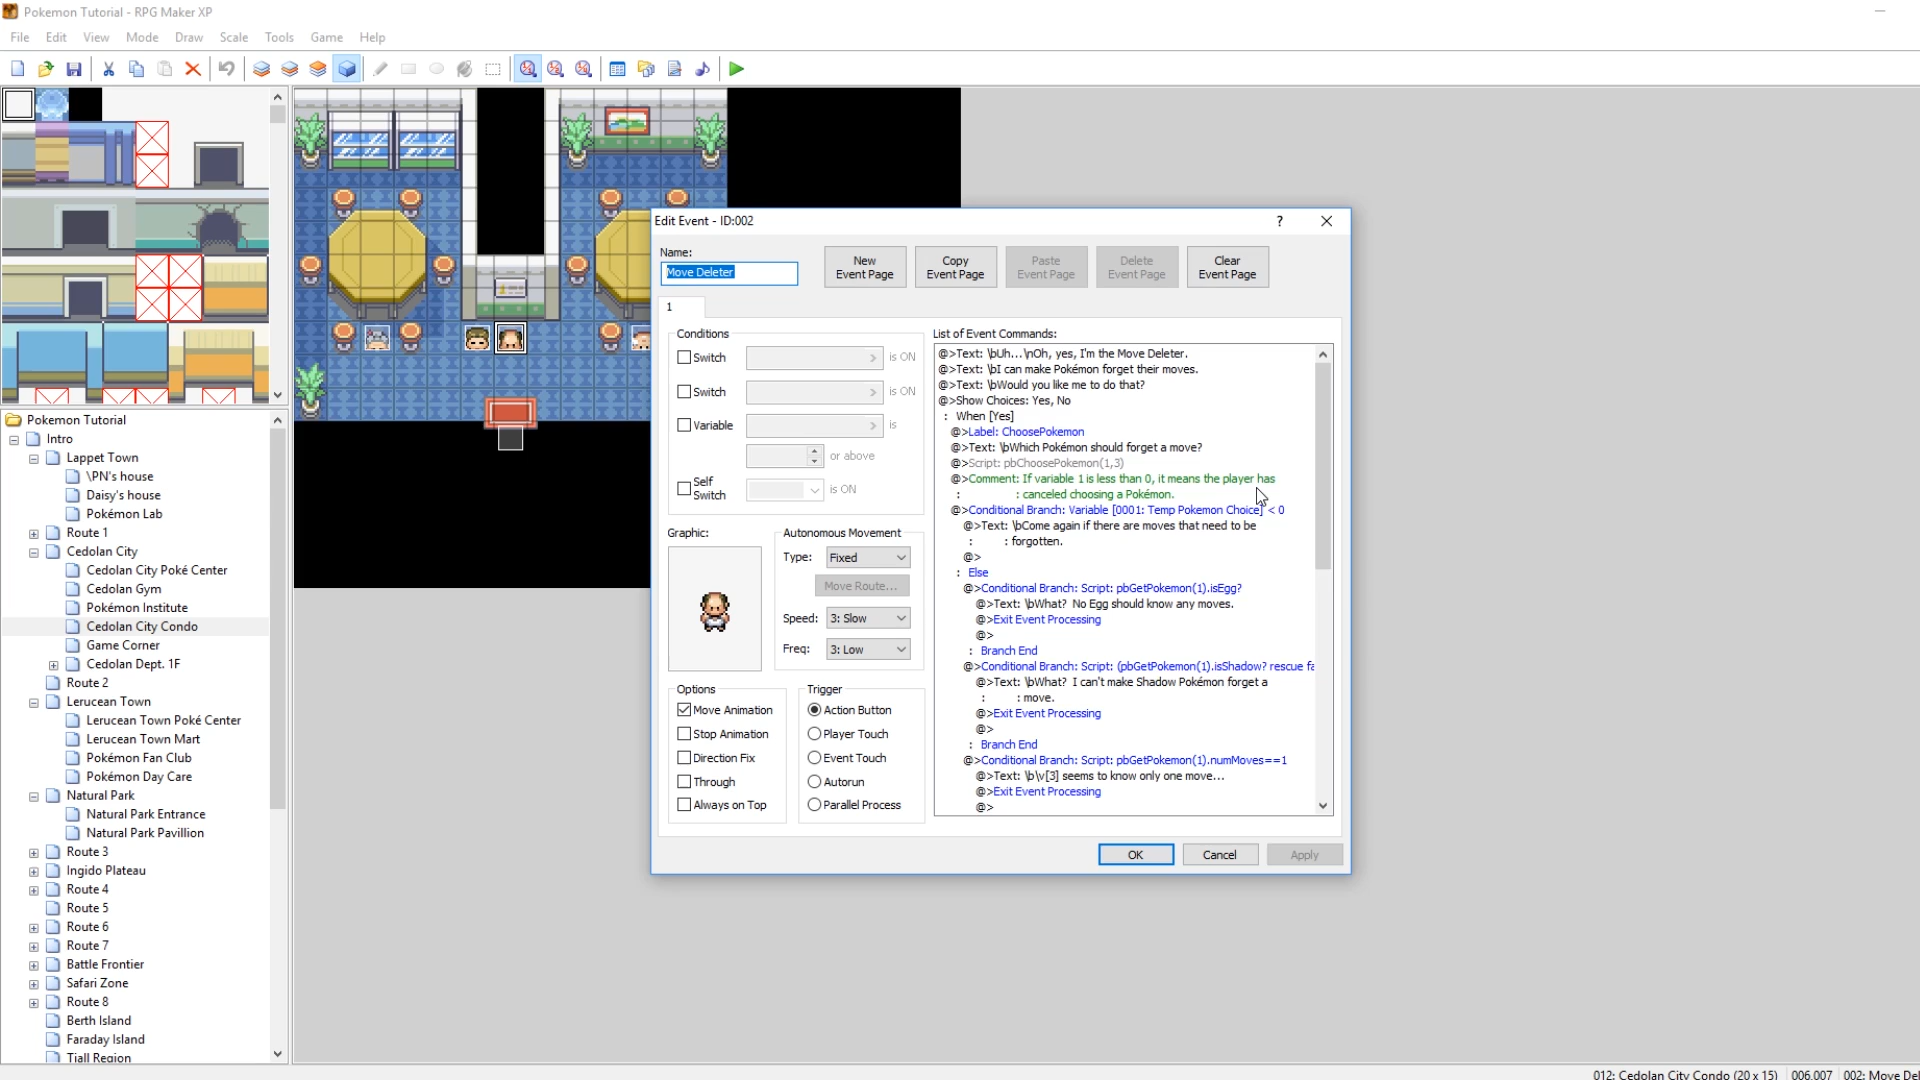 Pokemon Tutorial - RPG Maker XP
File Edit View Mode Draw Scale Tools Game Help
Edit Event - ID:002
?
Name:
Move Deleter
New Event Page
Copy Event Page
Paste Event Page
Delete Event Page
Clear Event Page
1
Conditions
Switch
is ON
Switch
is ON
Variable
is
or above
Self Switch
is ON
Graphic:
Autonomous Movement
Type: Fixed
Move Route...
Speed: 3: Slow
Freq: 3: Low
Options
Move Animation
Stop Animation
Direction Fix
Through
Always on Top
Trigger
Action Button
Player Touch
Event Touch
Autorun
Parallel Process
List of Event Commands:
@>Text: \bUh...\nOh, yes, I'm the Move Deleter.
@>Text: \bI can make Pokémon forget their moves.
@>Text: \bWould you like me to do that?
@>Show Choices: Yes, No
: When [Yes]
@>Label: ChoosePokemon
@>Text: \bWhich Pokémon should forget a move?
@>Script: pbChoosePokemon(1,3)
@>Comment: If variable 1 is less than 0, it means the player has
: : canceled choosing a Pokémon.
@>Conditional Branch: Variable [0001: Temp Pokemon Choice] < 0
@>Text: \bCome again if there are moves that need to be
: : forgotten.
@>
: Else
@>Conditional Branch: Script: pbGetPokemon(1).isEgg?
@>Text: \bWhat?  No Egg should know any moves.
@>Exit Event Processing
@>
: Branch End
@>Conditional Branch: Script: (pbGetPokemon(1).isShadow? rescue fa
@>Text: \bWhat?  I can't make Shadow Pokémon forget a
: : move.
@>Exit Event Processing
@>
: Branch End
@>Conditional Branch: Script: pbGetPokemon(1).numMoves==1
@>Text: \b\v[3] seems to know only one move...
@>Exit Event Processing
@>
OK
Cancel
Apply
Pokemon Tutorial
Intro
Lappet Town
\PN's house
Daisy's house
Pokémon Lab
Route 1
Cedolan City
Cedolan City Poké Center
Cedolan Gym
Pokémon Institute
Cedolan City Condo
Game Corner
Cedolan Dept. 1F
Route 2
Lerucean Town
Lerucean Town Poké Center
Lerucean Town Mart
Pokémon Fan Club
Pokémon Day Care
Natural Park
Natural Park Entrance
Natural Park Pavillion
Route 3
Ingido Plateau
Route 4
Route 5
Route 6
Route 7
Battle Frontier
Safari Zone
Route 8
Berth Island
Faraday Island
Tiall Region
012: Cedolan City Condo (20 x 15) 006,007 002: Move Del